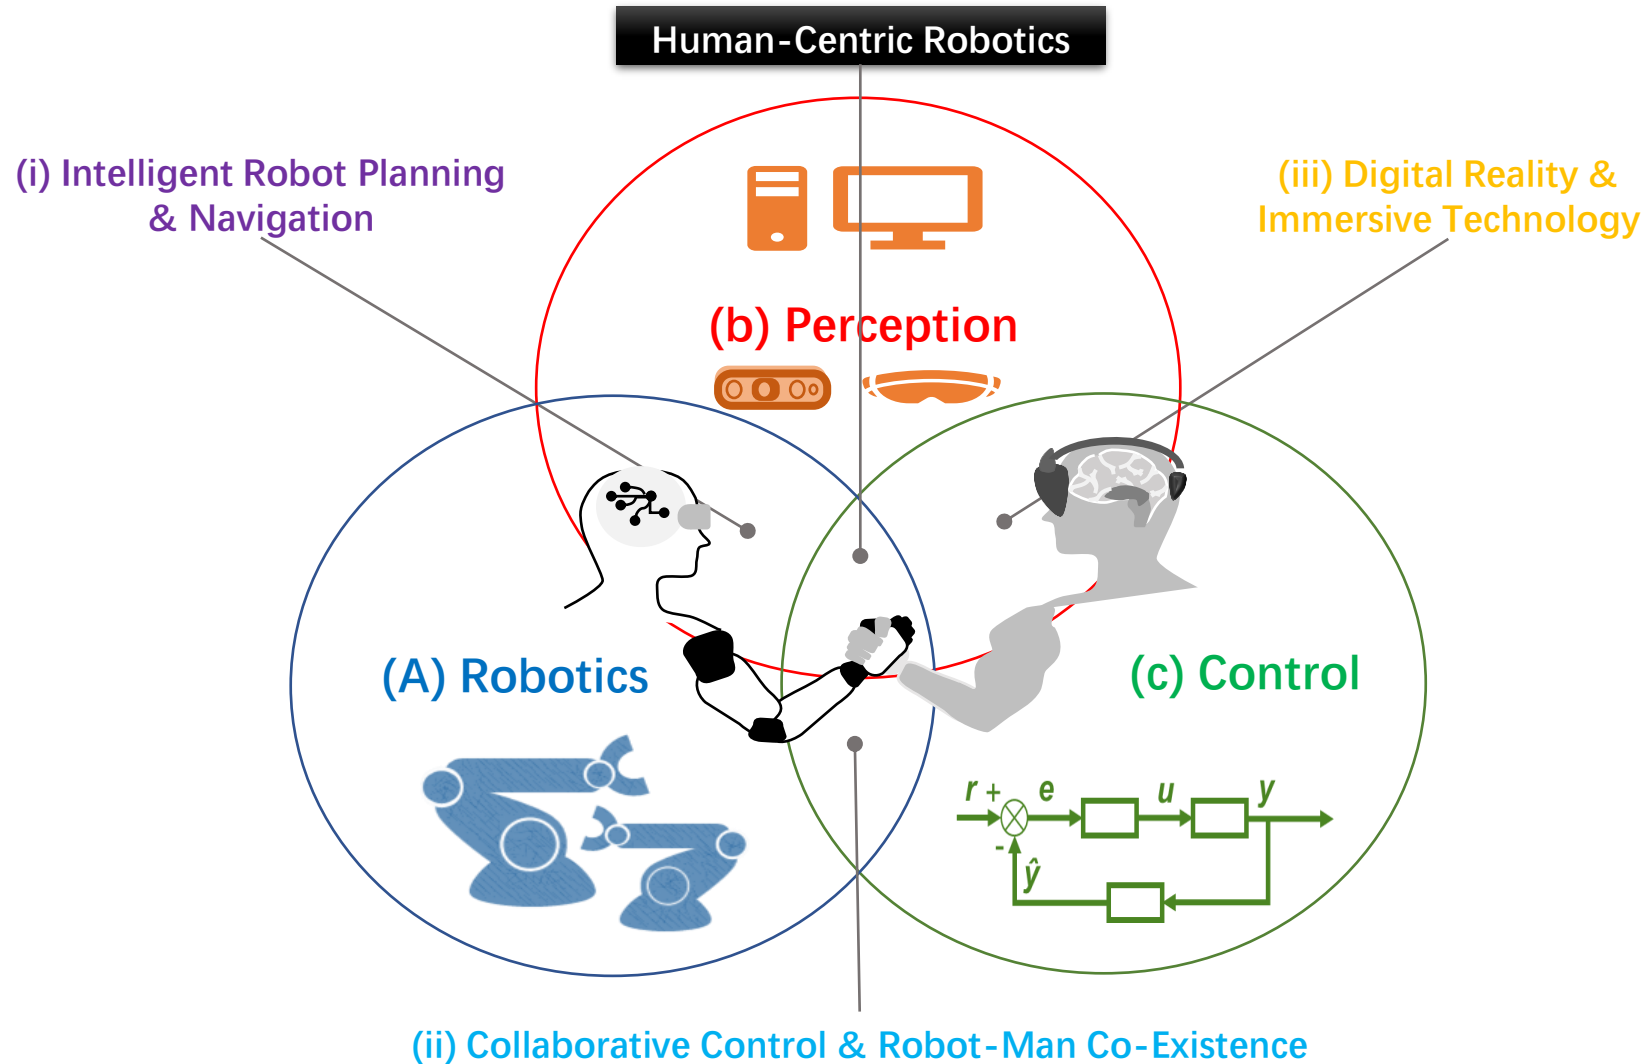 Human-Centric Robotics
(i) Intelligent Robot Planning
& Navigation
(iii) Digital Reality &
Immersive Technology
(b) Perception
(A) Robotics
(c) Control
r + e u y
-
ŷ
(ii) Collaborative Control & Robot-Man Co-Existence